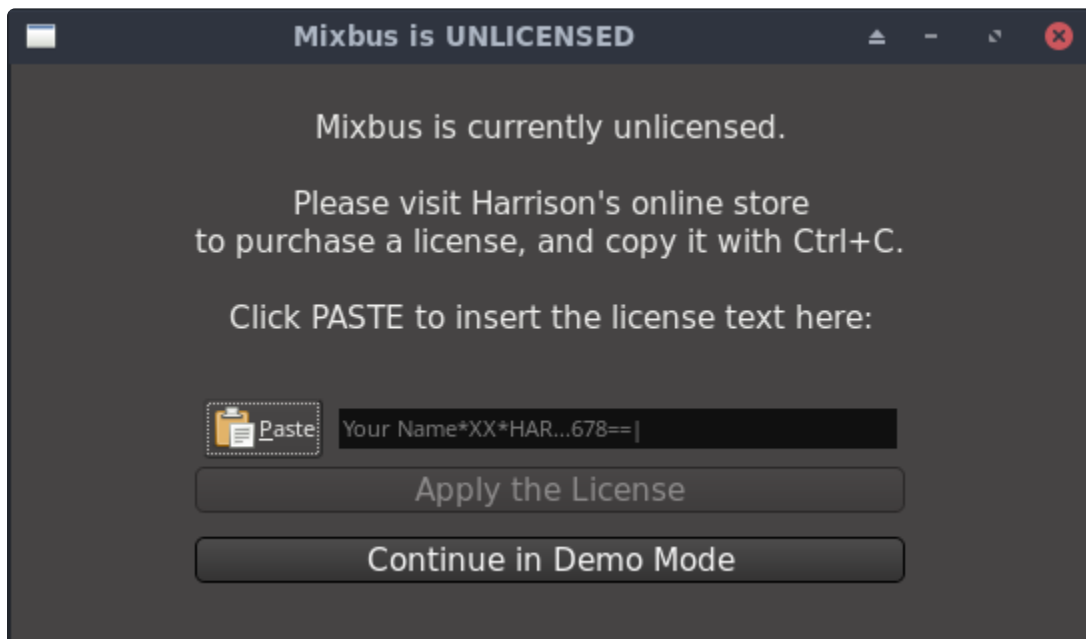 Mixbus is UNLICENSED
Mixbus is currently unlicensed.
Please visit Harrison's online store
to purchase a license, and copy it with Ctrl+C.
Click PASTE to insert the license text here:
Paste
Your Name*XX*HAR...678==|
Apply the License
Continue in Demo Mode